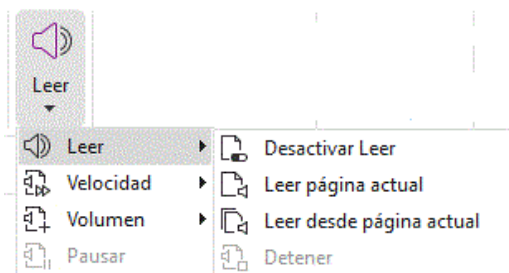 Leer
Leer
Velocidad
Volumen
Pausar
Desactivar Leer
Leer página actual
Leer desde página actual
Detener